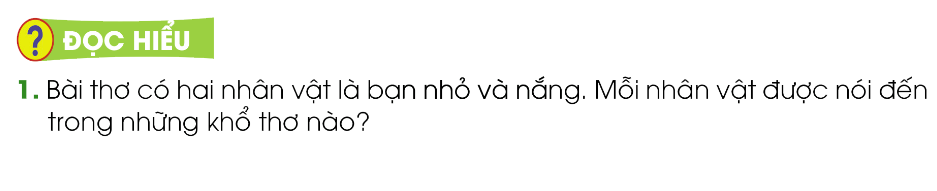 ? ĐỌC HIỂU
1. Bài thơ có hai nhân vật là bạn nhỏ và nắng. Mỗi nhân vật được nói đến
trong những khổ thơ nào?